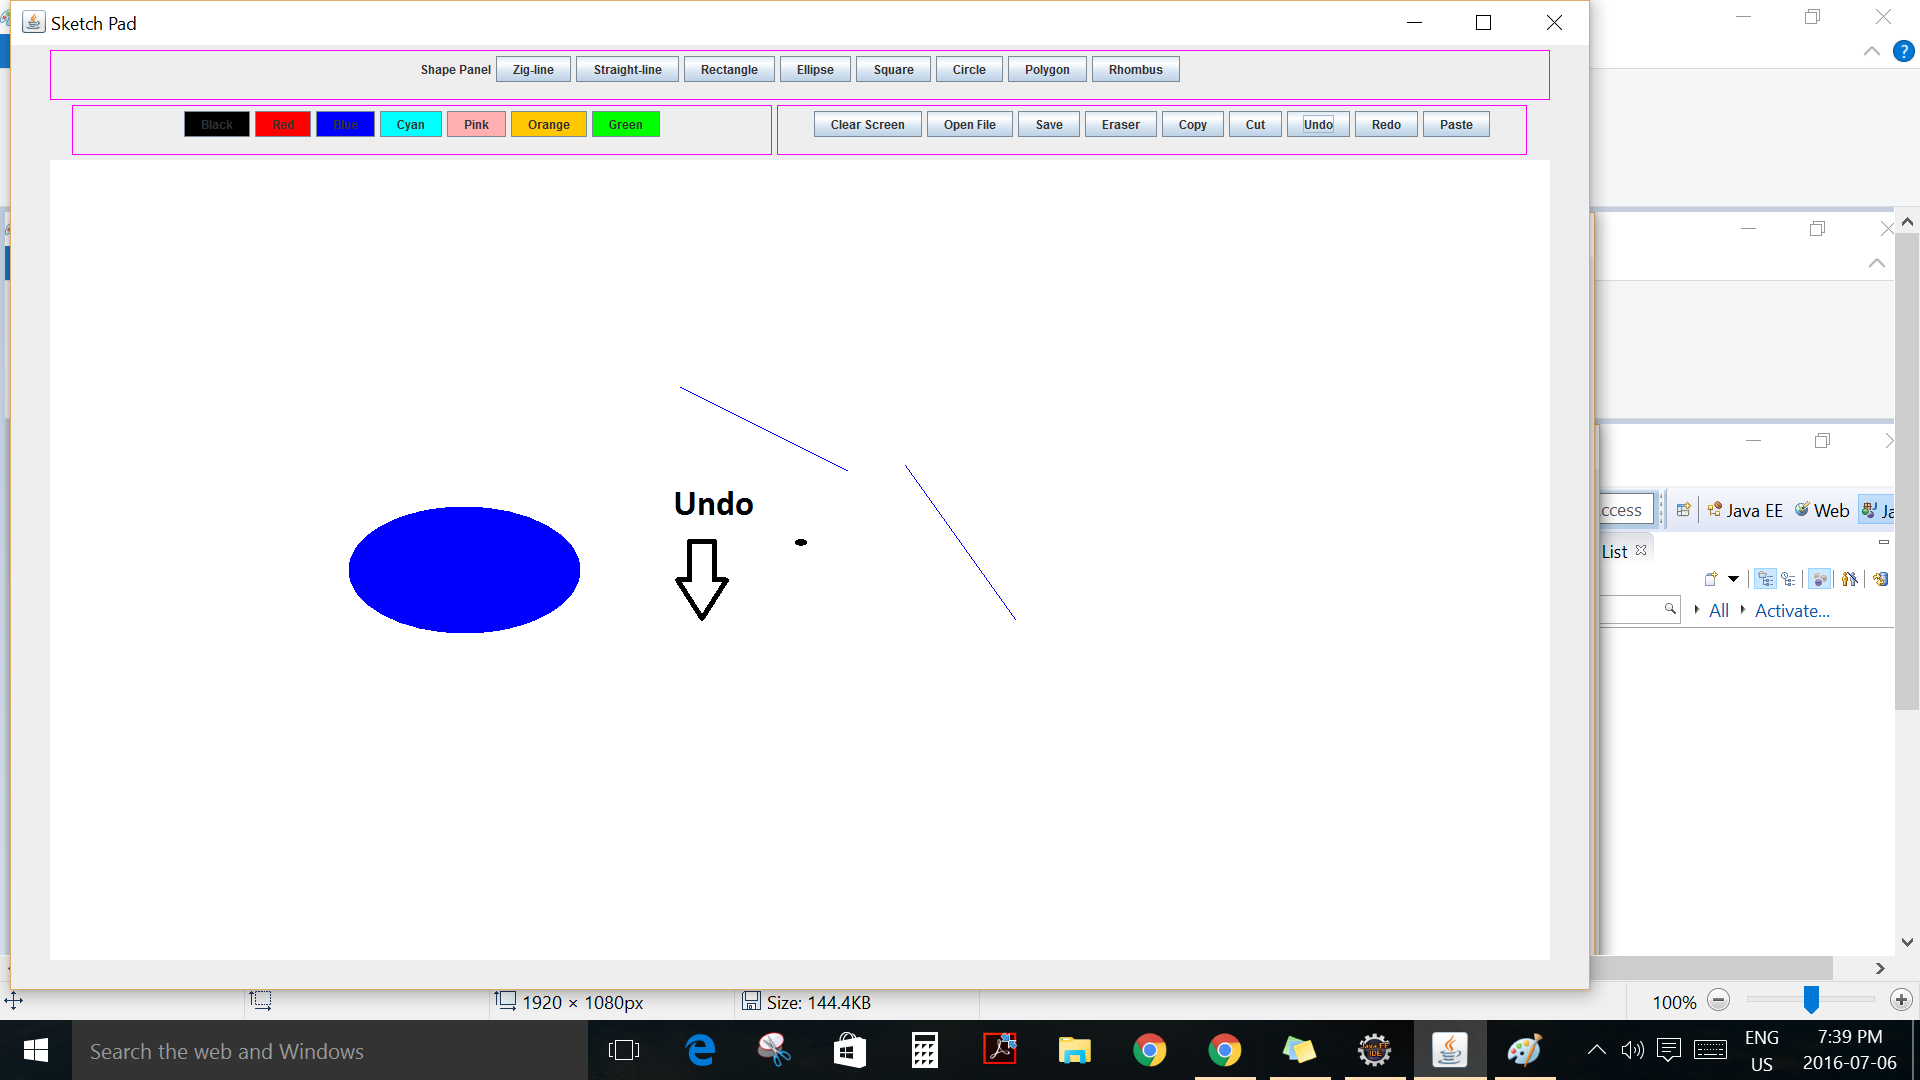 Sketch Pad
Shape Panel Zig-line Straight-line Rectangle Ellipse Square Circle Polygon Rhombus
Black Red Blue Cyan Pink Orange Green Clear Screen Open File Save Eraser Copy Cut Undo Redo Paste
Undo
ccess Java EE Web Ja
List
All Activate...
1920 × 1080px Size: 144.4KB 100%
Search the web and Windows
Java EE
IDE
ENG
US
7:39 PM
2016-07-06